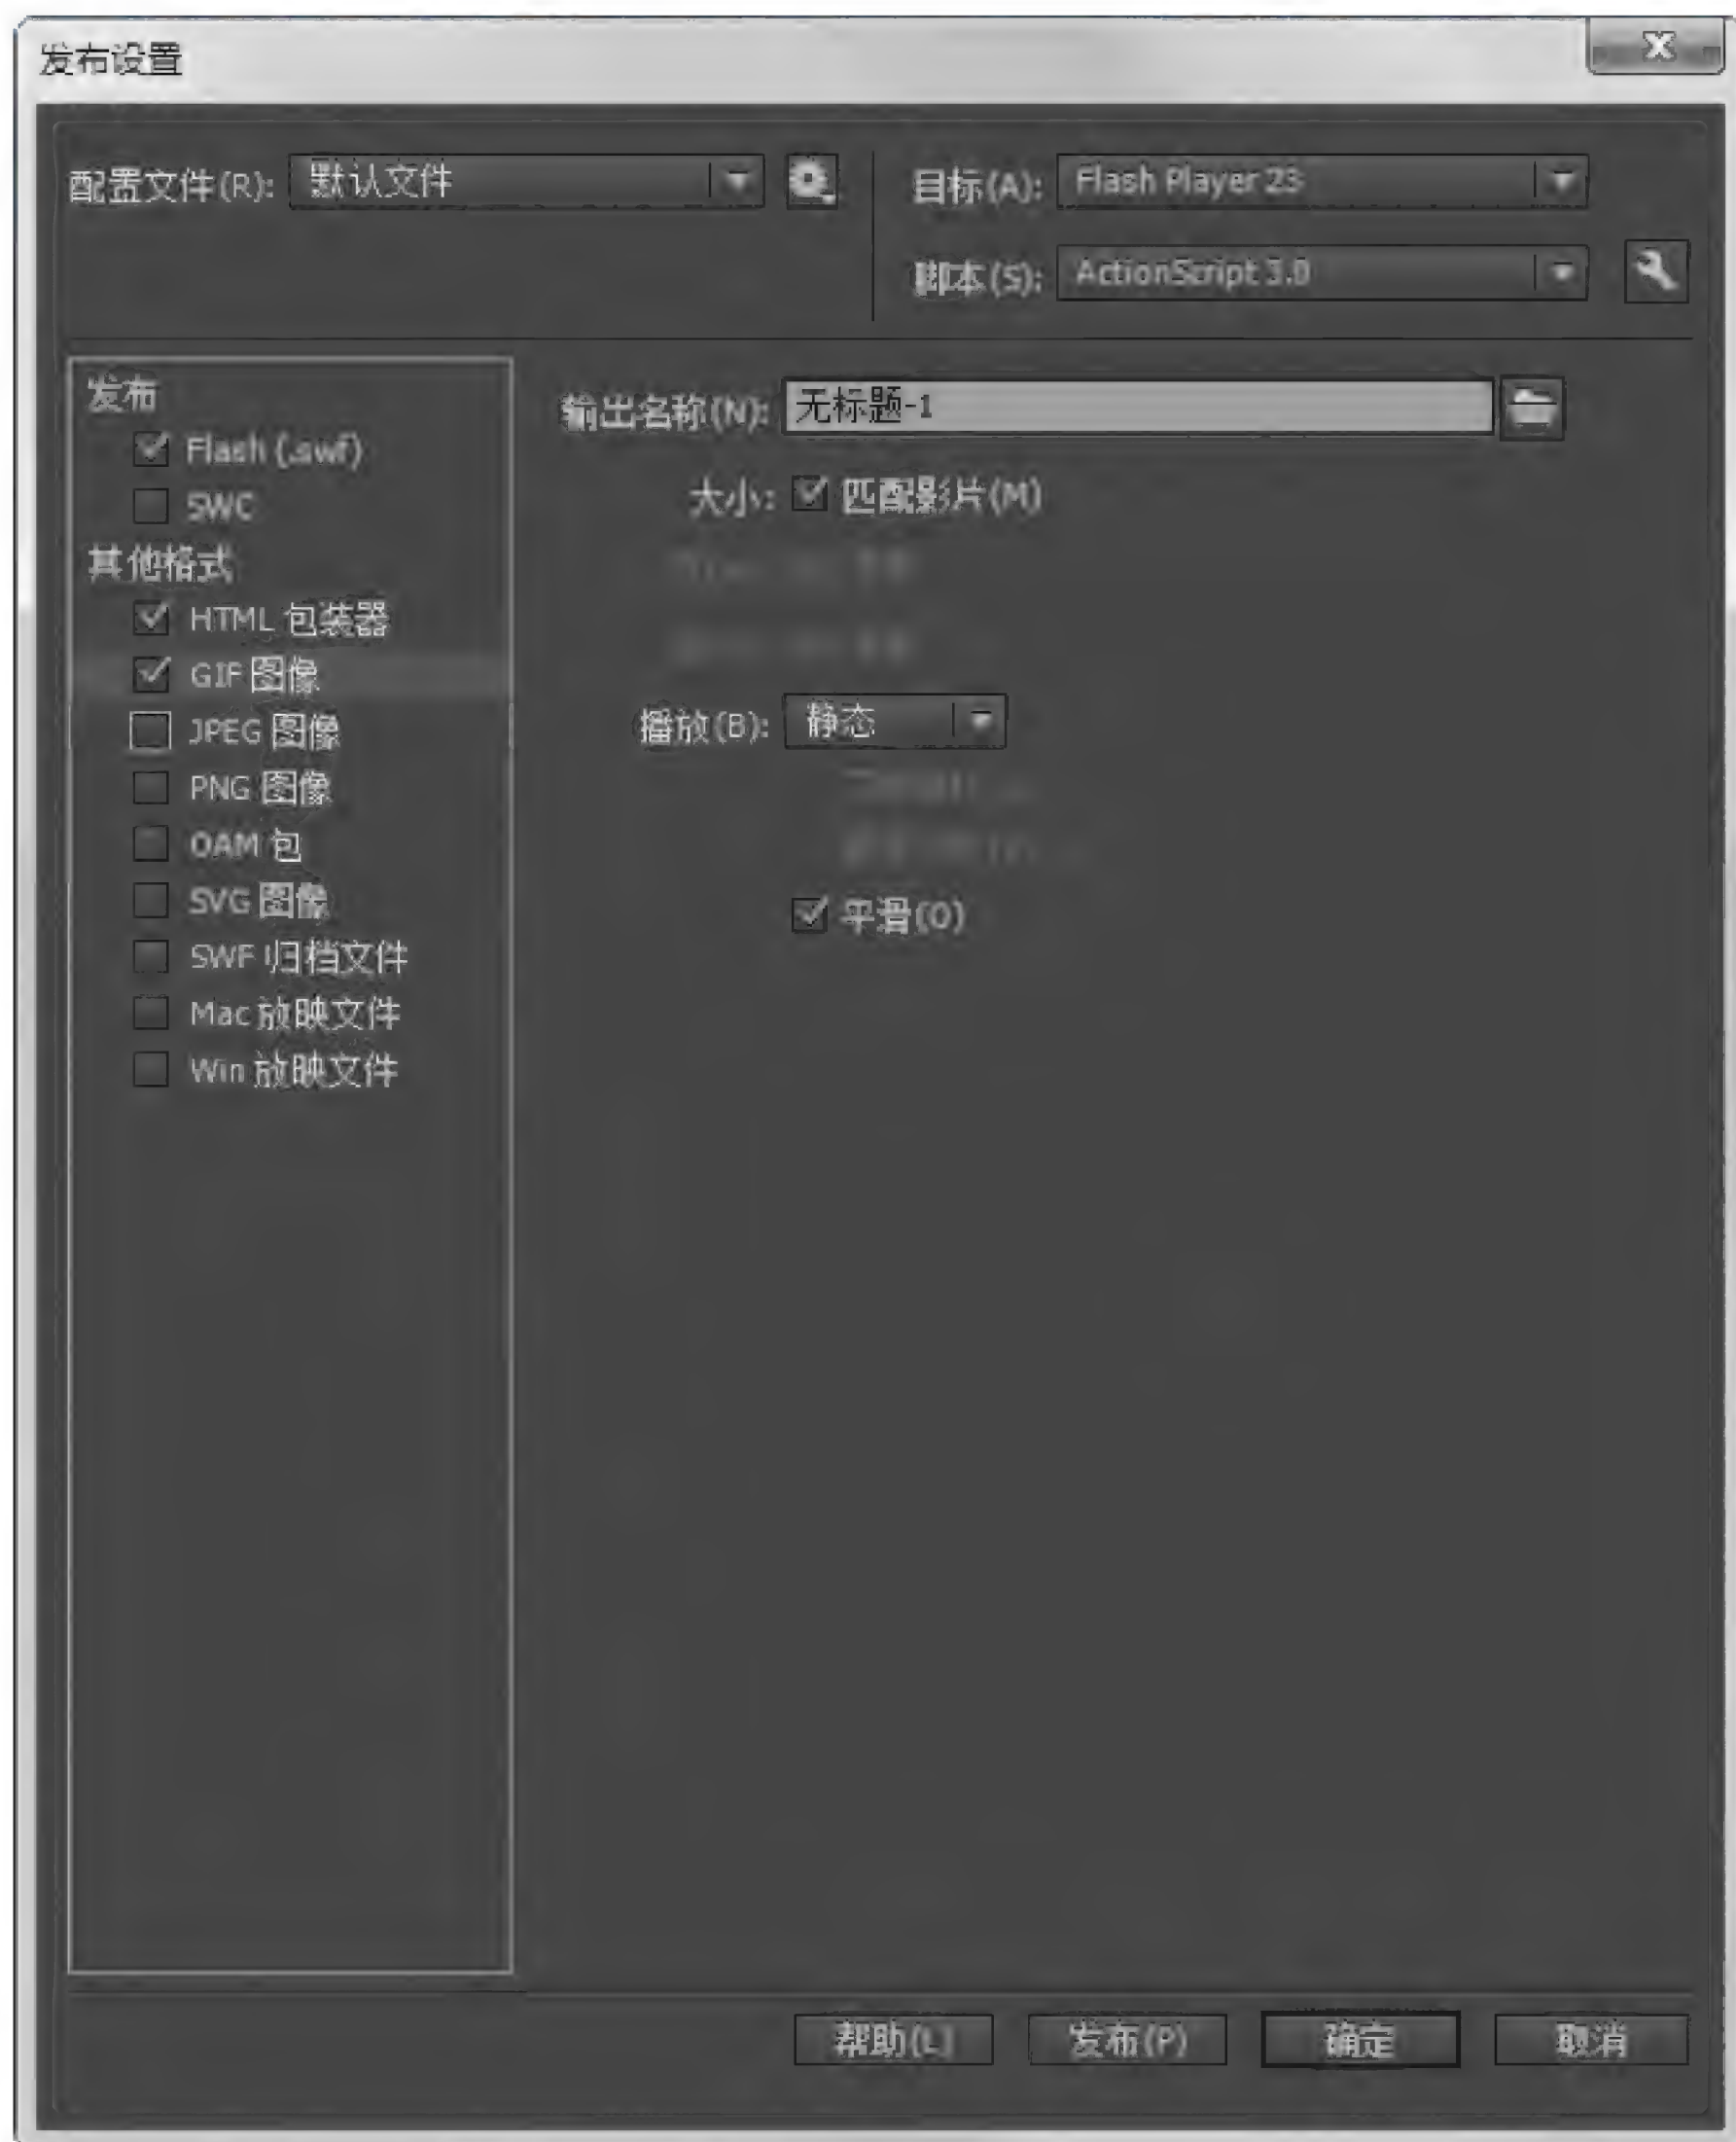 发布设置
配置文件(R): 默认文件
目标(A): Flash Player 23
脚本(S): ActionScript 3.0
发布
Flash (.swf)
SWC
其他格式
HTML 包装器
GIF 图像
JPEG 图像
PNG 图像
OAM 包
SVG 图像
SWF 归档文件
Mac 放映文件
Win 放映文件
输出名称(N): 无标题-1
大小: 匹配影片(M)
播放(B): 静态
平滑(O)
帮助(L)
发布(P)
确定
取消